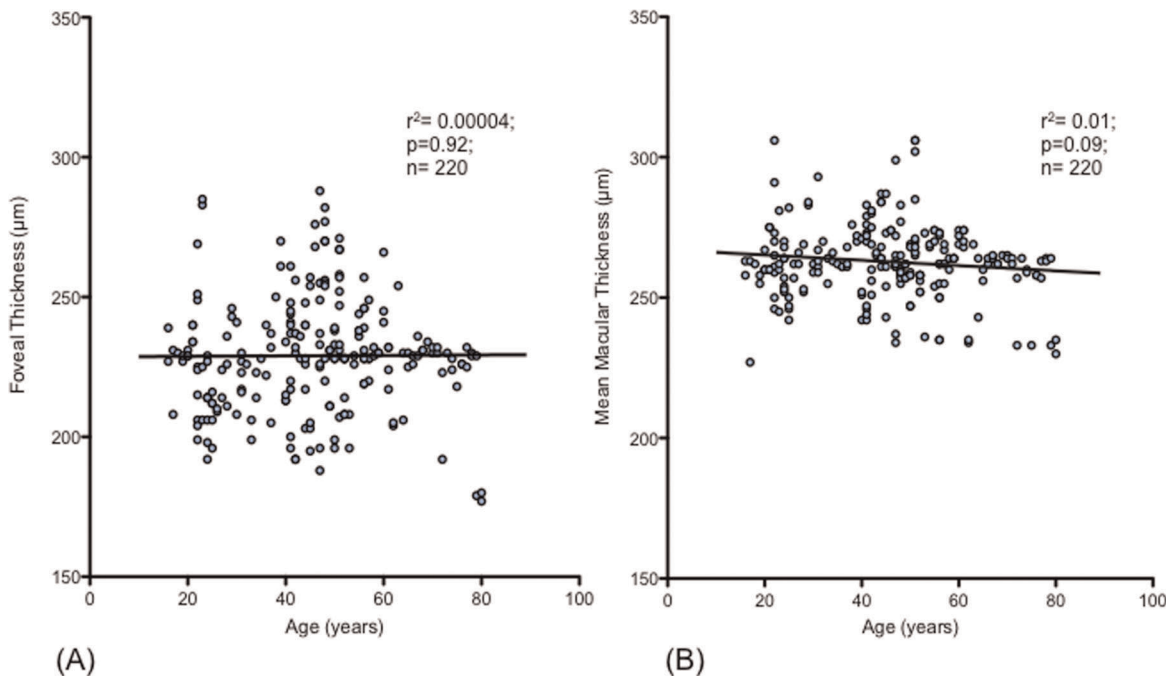 350
300
250
200
150
0
20
40
60
80
100
Foveal Thickness (µm)
Age (years)
r²= 0.00004;
p=0.92;
n= 220
(A)
350
300
250
200
150
0
20
40
60
80
100
Mean Macular Thickness (µm)
Age (years)
r²= 0.01;
p=0.09;
n= 220
(B)